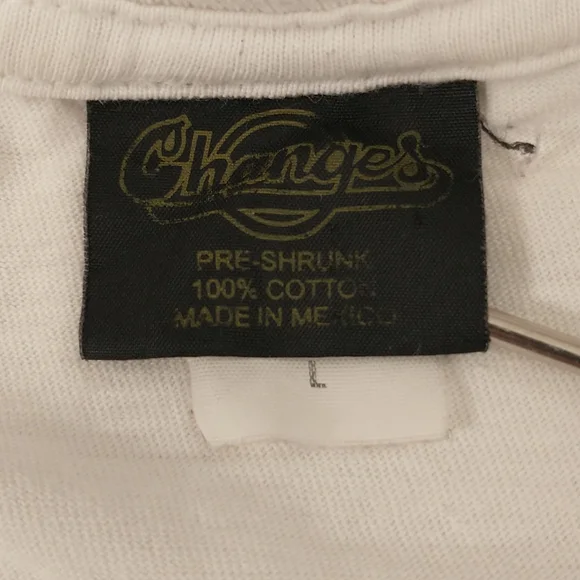 Changes
PRE-SHRUNK
100% COTTON
MADE IN MEXICO
L